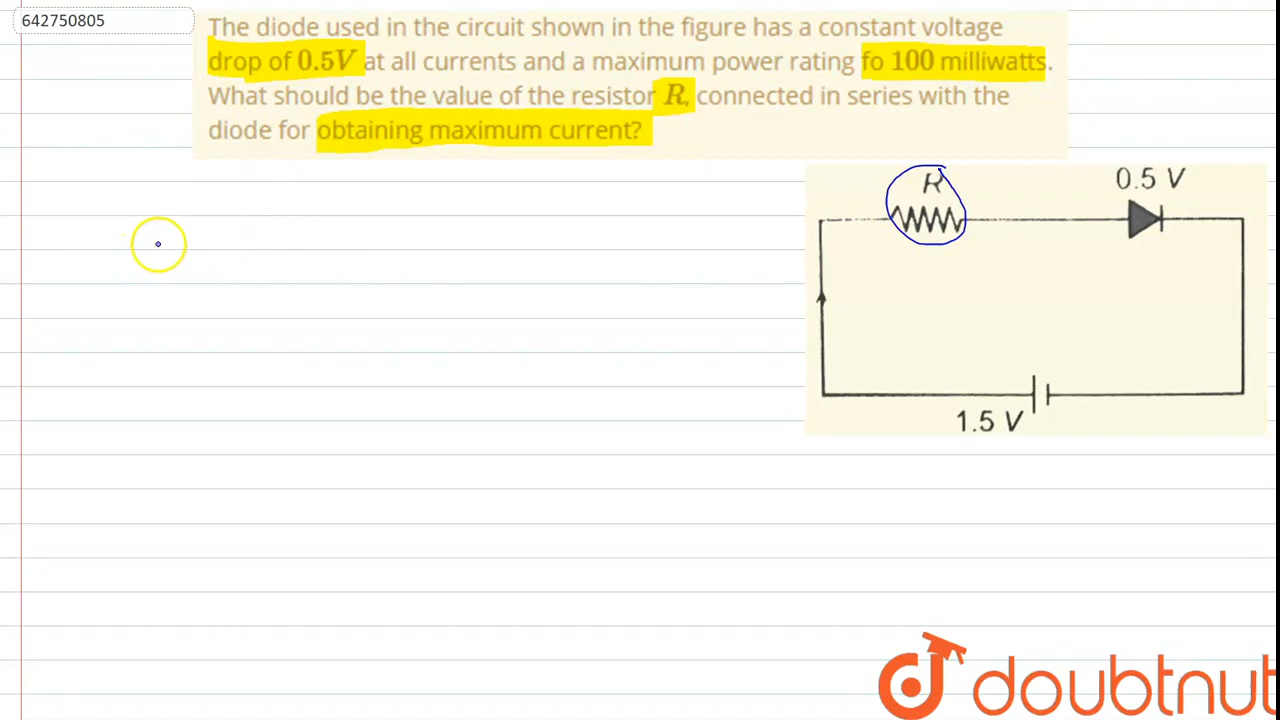 642750805
The diode used in the circuit shown in the figure has a constant voltage
drop of 0.5V at all currents and a maximum power rating fo 100 milliwatts.
What should be the value of the resistor R, connected in series with the
diode for obtaining maximum current?
R
0.5 V
1.5 V
doubtnut